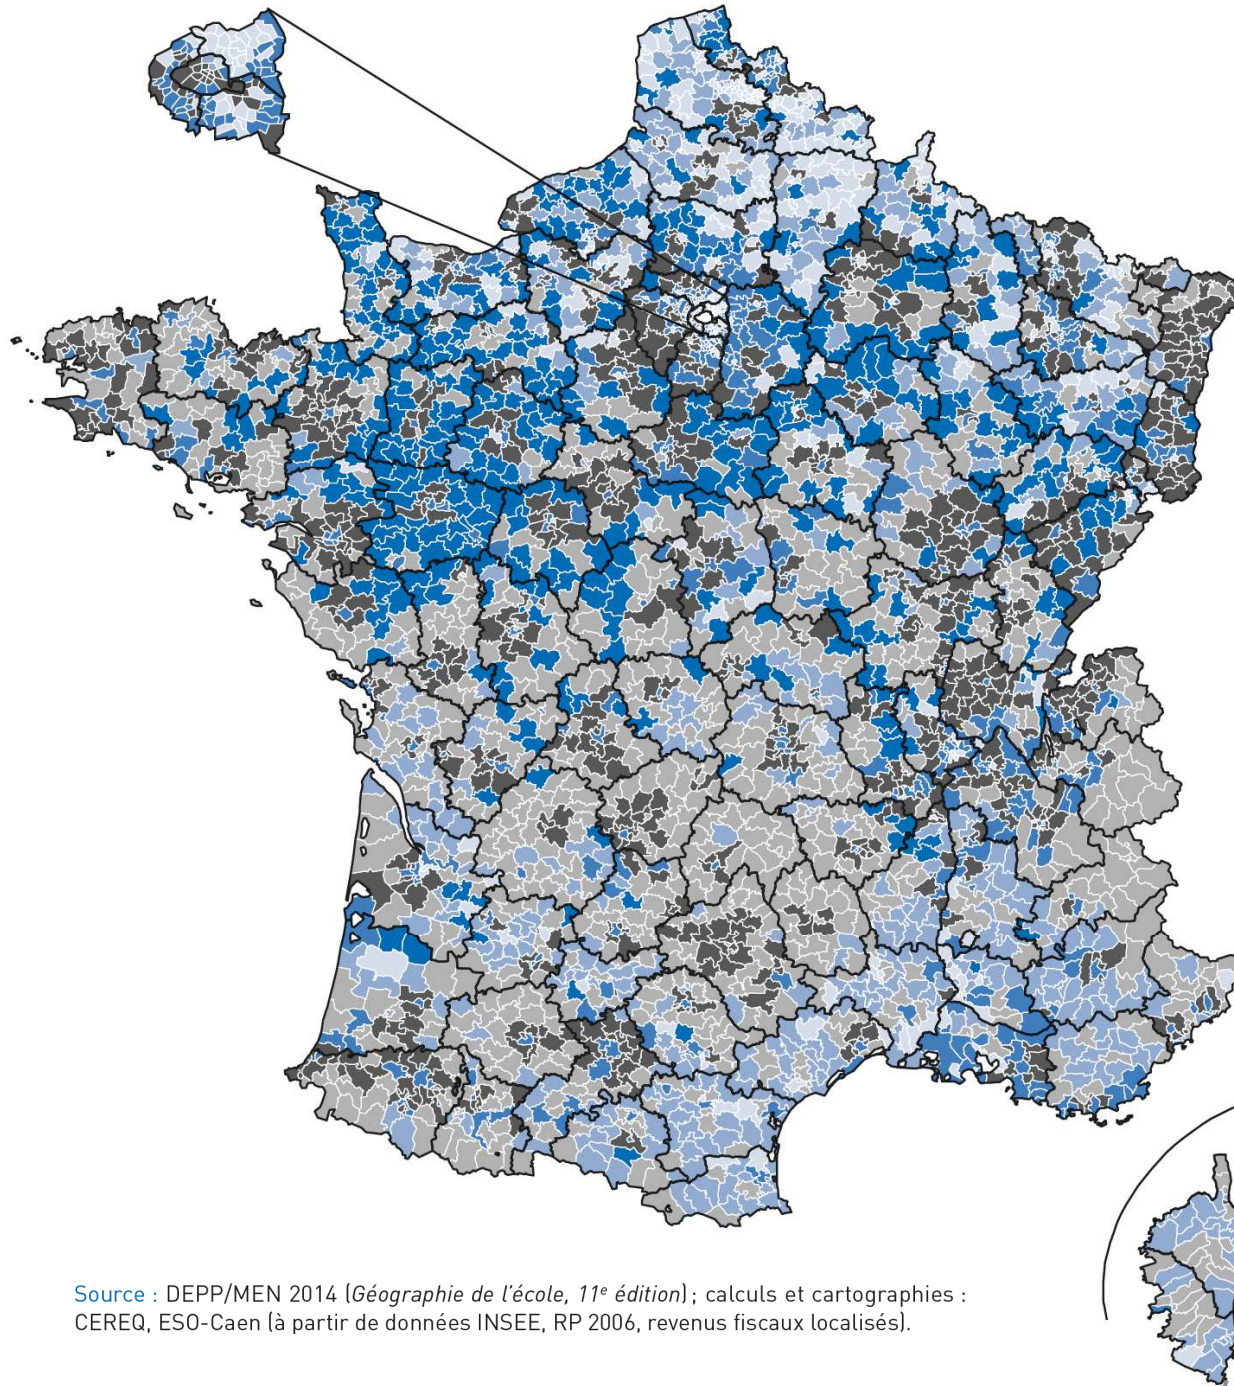 Source : DEPP/MEN 2014 (Géographie de l'école, 11e édition) ; calculs et cartographies :
CEREQ, ESO-Caen (à partir de données INSEE, RP 2006, revenus fiscaux localisés).